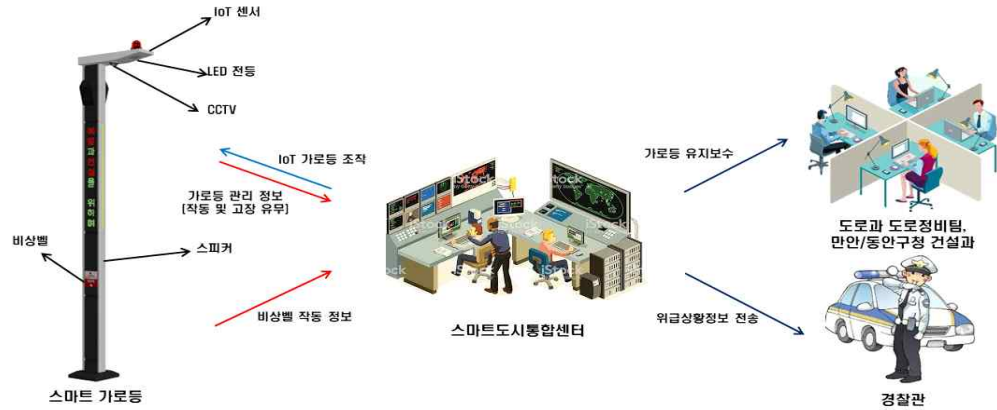 IoT 센서
LED 전등
CCTV
IoT 가로등 조작
가로등 관리 정보
[작동 및 고장 유무]
비상벨
스피커
비상벨 작동 정보
스마트 가로등
iStock
iStock
iStock
iStock
스마트도시통합센터
가로등 유지보수
위급상황정보 전송
도로과 도로정비팀,
만안/동안구청 건설과
경찰관